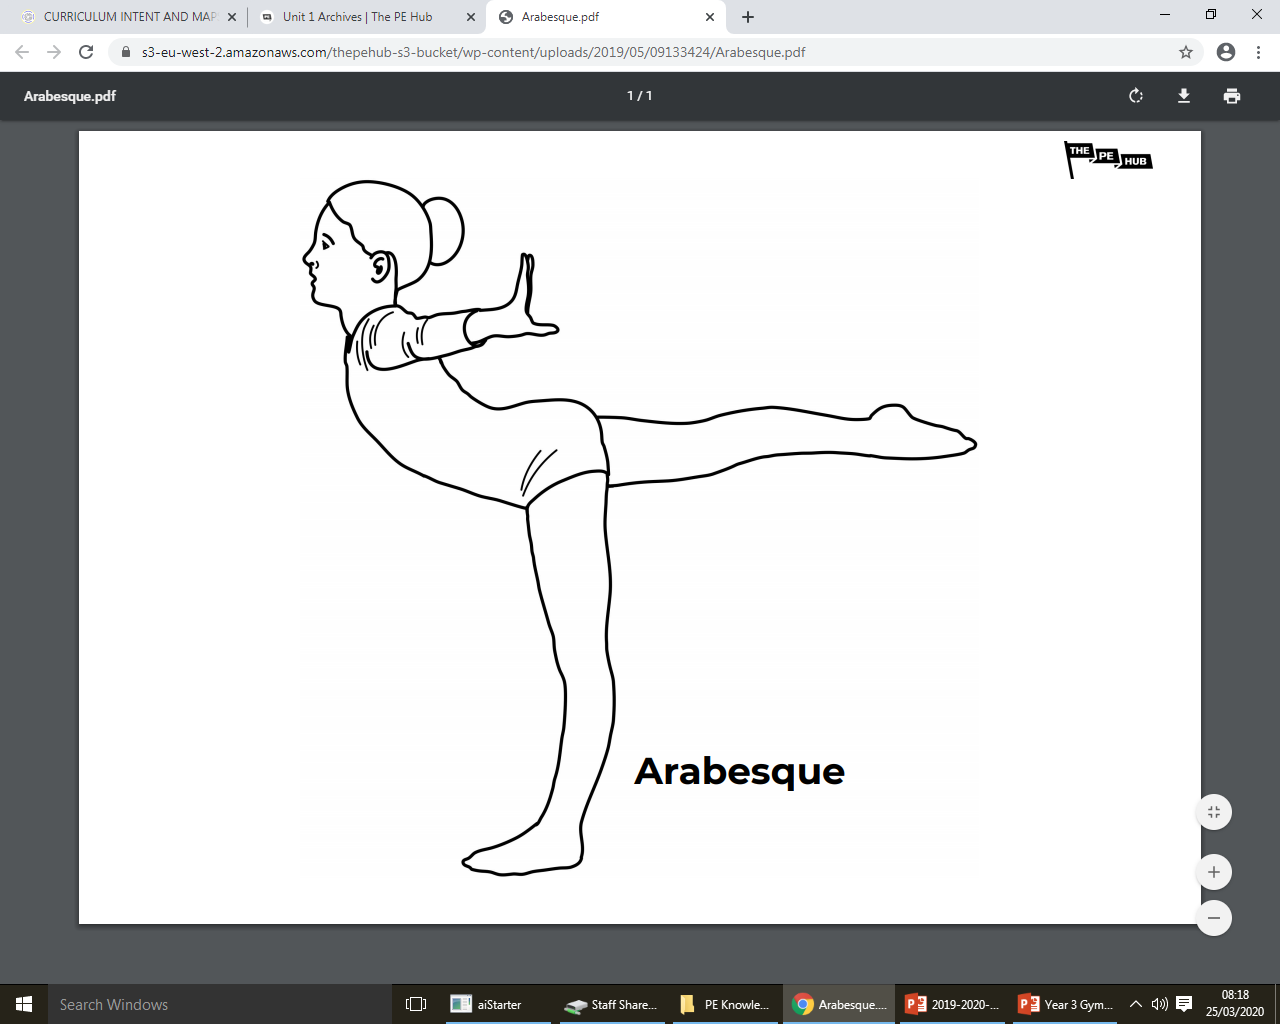 CURRICULUM INTENT AND MAP
Unit 1 Archives | The PE Hub
Arabesque.pdf
s3-eu-west-2.amazonaws.com/thepehub-s3-bucket/wp-content/uploads/2019/05/09133424/Arabesque.pdf
Arabesque.pdf
1 / 1
THE PE HUB
Arabesque
Search Windows
aiStarter
Staff Share...
PE Knowle...
Arabesque....
2019-2020-...
Year 3 Gym...
08:18
25/03/2020